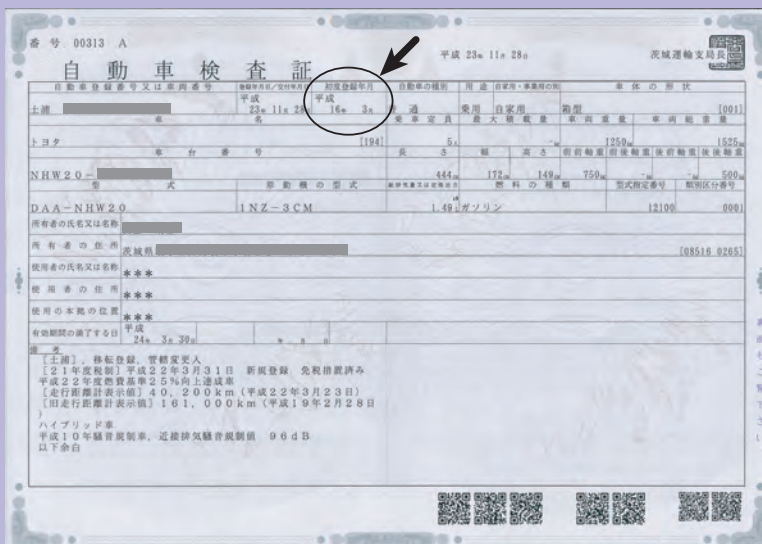 番号 00313 A
平成 23年 11月 28日
茨城運輸支局長
自動車検査証
自動車登録番号又は車両番号 登録年月日/交付年月日 初度登録年月 自動車の種別 用途 自家用・事業用の別 車体の形状
土浦 平成 23年 11月 28日 平成 16年 3月 普通 乗用 自家用 箱型 [001]
車名 乗車定員 最大積載量 車両重量 車両総重量
トヨタ [194] 5人 -kg 1250kg 1525kg
車台番号 長さ 幅 高さ 前前軸重 前後軸重 後前軸重 後後軸重
NHW20- 444cm 172cm 149cm 750kg -kg -kg 500kg
型式 原動機の型式 総排気量又は定格出力 燃料の種類 型式指定番号 類別区分番号
DAA-NHW20 1NZ-3CM 1.49 ガソリン 12100 0001
所有者の氏名又は名称
所有者の住所 茨城県 [08516 0265]
使用者の氏名又は名称 ***
使用者の住所 ***
使用の本拠の位置 ***
有効期間の満了する日 平成 24年 3月 30日 年 月 日
備考
[土浦], 移転登録, 管轄変更入
[21年度税制] 平成22年3月31日 新規登録 免税措置済み
平成22年度燃費基準25%向上達成車
[走行距離計表示値] 40,200km (平成22年3月23日)
[旧走行距離計表示値] 161,000km (平成19年2月28日
)
ハイブリッド車
平成10年騒音規制車, 近接排気騒音規制値 96dB
以下余白